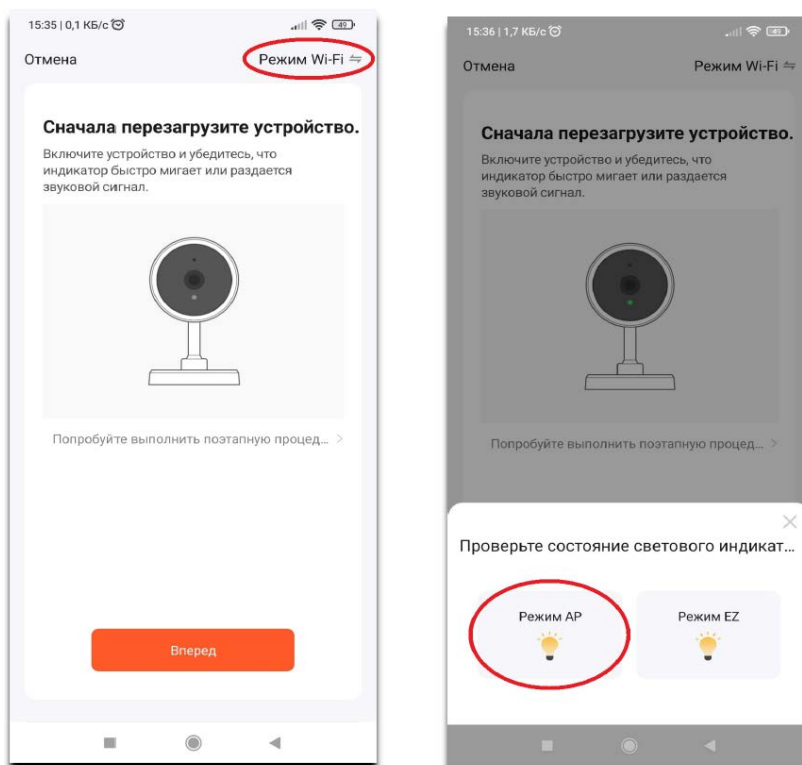 15:35 | 0,1 КБ/с
49
Отмена
Режим Wi-Fi
Сначала перезагрузите устройство.
Включите устройство и убедитесь, что
индикатор быстро мигает или раздается
звуковой сигнал.
Попробуйте выполнить поэтапную процед... >
Вперед
15:36 | 1,7 КБ/с
49
Отмена
Режим Wi-Fi
Сначала перезагрузите устройство.
Включите устройство и убедитесь, что
индикатор быстро мигает или раздается
звуковой сигнал.
Попробуйте выполнить поэтапную процед... >
Проверьте состояние светового индикат...
Режим AP
Режим EZ